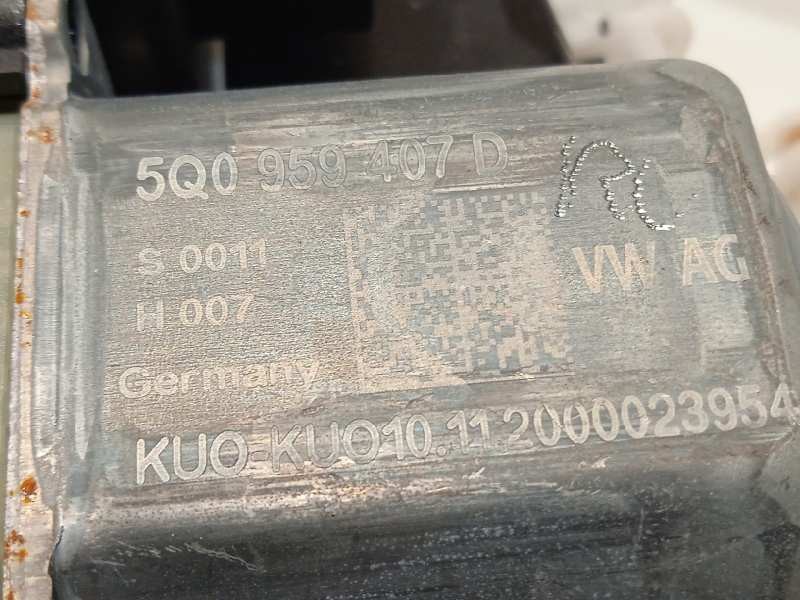 5Q0 959 407 D
S 0011
H 007
VW AG
Germany
KUO-KUO10.11.2000023954